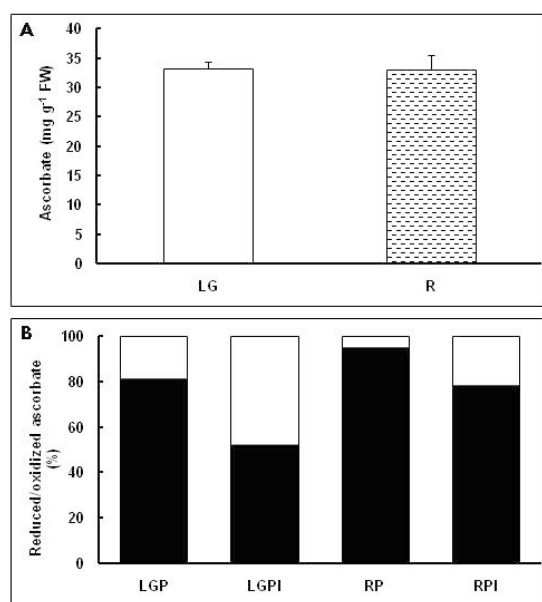 A
Ascorbate (mg g-1 FW)
40
35
30
25
20
15
10
5
0
LG
R
B
Reduced/oxidized ascorbate
(%)
100
80
60
40
20
0
LGP
LGPI
RP
RPI